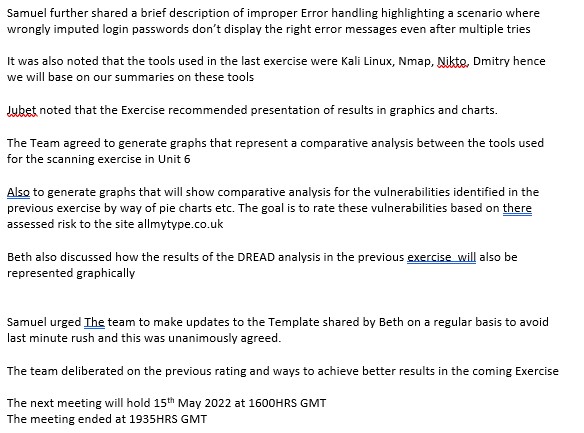 Samuel further shared a brief description of improper Error handling highlighting a scenario where
wrongly imputed login passwords don't display the right error messages even after multiple tries
It was also noted that the tools used in the last exercise were Kali Linux, Nmap, Nikto, Dmitry hence
we will base on our summaries on these tools
Jubet noted that the Exercise recommended presentation of results in graphics and charts.
The Team agreed to generate graphs that represent a comparative analysis between the tools used
for the scanning exercise in Unit 6
Also to generate graphs that will show comparative analysis for the vulnerabilities identified in the
previous exercise by way of pie charts etc. The goal is to rate these vulnerabilities based on there
assessed risk to the site allmytype.co.uk
Beth also discussed how the results of the DREAD analysis in the previous exercise  will also be
represented graphically
Samuel urged The team to make updates to the Template shared by Beth on a regular basis to avoid
last minute rush and this was unanimously agreed.
The team deliberated on the previous rating and ways to achieve better results in the coming Exercise
The next meeting will hold 15th May 2022 at 1600HRS GMT
The meeting ended at 1935HRS GMT